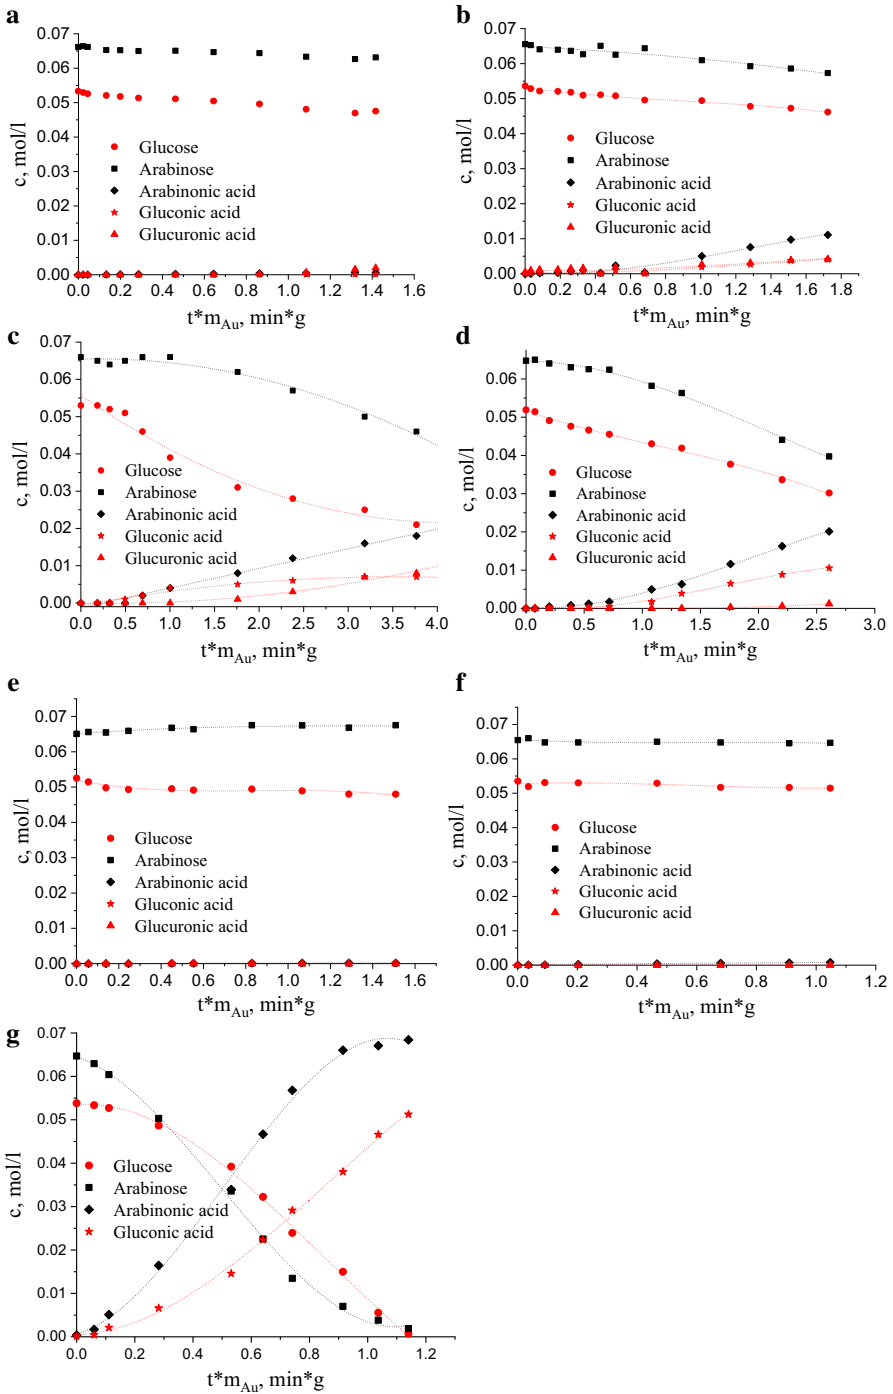 a
0.07
0.06
0.05
0.04
0.03
0.02
0.01
0.00
c, mol/l
Glucose
Arabinose
Arabinonic acid
Gluconic acid
Glucuronic acid
0.0 0.2 0.4 0.6 0.8 1.0 1.2 1.4 1.6
t*mAu, min*g
b
0.07
0.06
0.05
0.04
0.03
0.02
0.01
0.00
c, mol/l
Glucose
Arabinose
Arabinonic acid
Gluconic acid
Glucuronic acid
0.0 0.2 0.4 0.6 0.8 1.0 1.2 1.4 1.6 1.8
t*mAu, min*g
c
0.07
0.06
0.05
0.04
0.03
0.02
0.01
0.00
c, mol/l
Glucose
Arabinose
Arabinonic acid
Gluconic acid
Glucuronic acid
0.0 0.5 1.0 1.5 2.0 2.5 3.0 3.5 4.0
t*mAu, min*g
d
0.06
0.05
0.04
0.03
0.02
0.01
0.00
c, mol/l
Glucose
Arabinose
Arabinonic acid
Gluconic acid
Glucuronic acid
0.0 0.5 1.0 1.5 2.0 2.5 3.0
t*mAu, min*g
e
0.07
0.06
0.05
0.04
0.03
0.02
0.01
0.00
c, mol/l
Glucose
Arabinose
Arabinonic acid
Gluconic acid
Glucuronic acid
0.0 0.2 0.4 0.6 0.8 1.0 1.2 1.4 1.6
t*mAu, min*g
f
0.07
0.06
0.05
0.04
0.03
0.02
0.01
0.00
c, mol/l
Glucose
Arabinose
Arabinonic acid
Gluconic acid
Glucuronic acid
0.0 0.2 0.4 0.6 0.8 1.0 1.2
t*mAu, min*g
g
0.07
0.06
0.05
0.04
0.03
0.02
0.01
0.00
c, mol/l
Glucose
Arabinose
Arabinonic acid
Gluconic acid
0.0 0.2 0.4 0.6 0.8 1.0 1.2
t*mAu, min*g